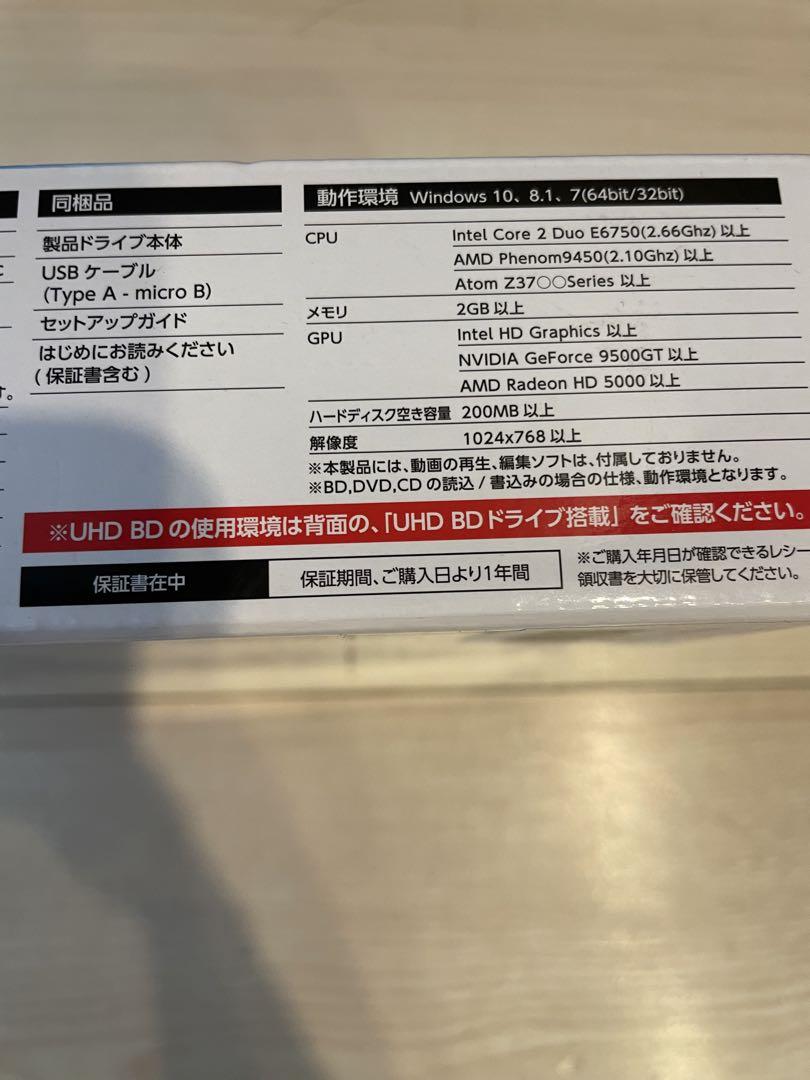 同梱品
製品ドライブ本体
USB ケーブル
(Type A - micro B)
セットアップガイド
はじめにお読みください
( 保証書含む )
動作環境 Windows 10、8.1、7(64bit/32bit)
CPU Intel Core 2 Duo E6750(2.66Ghz) 以上
AMD Phenom9450(2.10Ghz) 以上
Atom Z37○○Series 以上
メモリ 2GB 以上
GPU Intel HD Graphics 以上
NVIDIA GeForce 9500GT 以上
AMD Radeon HD 5000 以上
ハードディスク空き容量 200MB 以上
解像度 1024x768 以上
※本製品には、動画の再生、編集ソフトは、付属しておりません。
※BD,DVD,CD の読込 / 書込みの場合の仕様、動作環境となります。
※UHD BD の使用環境は背面の、「UHD BDドライブ搭載」をご確認ください。
保証書在中 保証期間、ご購入日より1年間
※ご購入年月日が確認できるレシー
領収書を大切に保管してください。